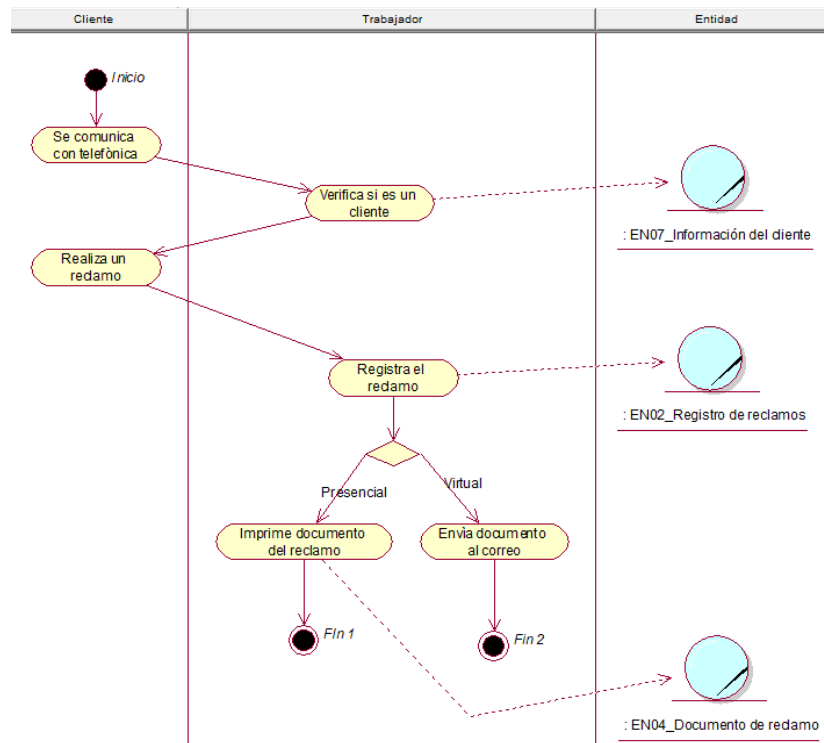 Cliente
Trabajador
Entidad
Inicio
Se comunica
con telefònica
Verifica si es un
cliente
: EN07_Información del cliente
Realiza un
reclamo
Registra el
reclamo
: EN02_Registro de reclamos
Presencial
Virtual
Imprime documento
del reclamo
Envìa documento
al correo
FIn 1
Fin 2
: EN04_Documento de reclamo